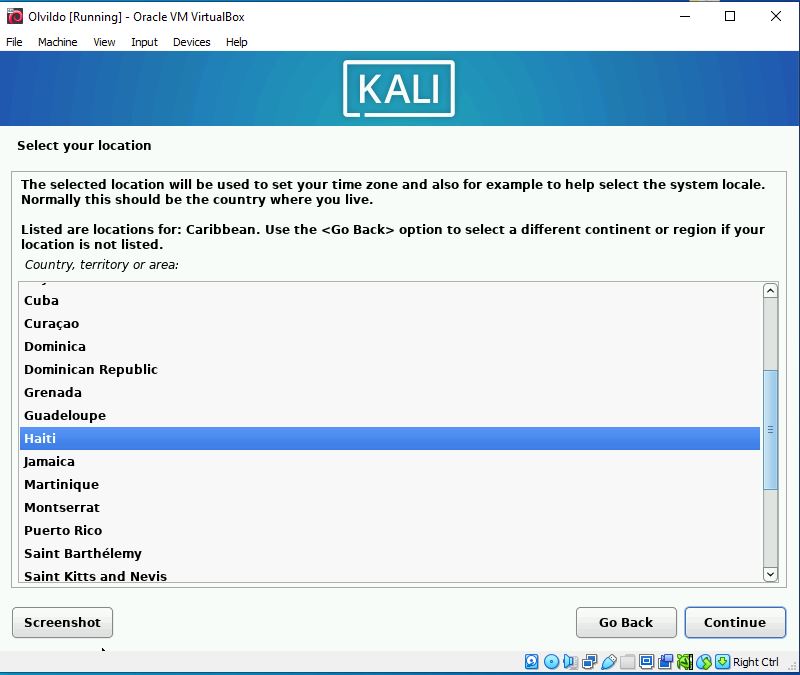 Olvildo [Running] - Oracle VM VirtualBox
File Machine View Input Devices Help
KALI
Select your location
The selected location will be used to set your time zone and also for example to help select the system locale.
Normally this should be the country where you live.
Listed are locations for: Caribbean. Use the <Go Back> option to select a different continent or region if your
location is not listed.
Country, territory or area:
Cuba
Curaçao
Dominica
Dominican Republic
Grenada
Guadeloupe
Haiti
Jamaica
Martinique
Montserrat
Puerto Rico
Saint Barthélemy
Saint Kitts and Nevis
Screenshot Go Back Continue
Right Ctrl